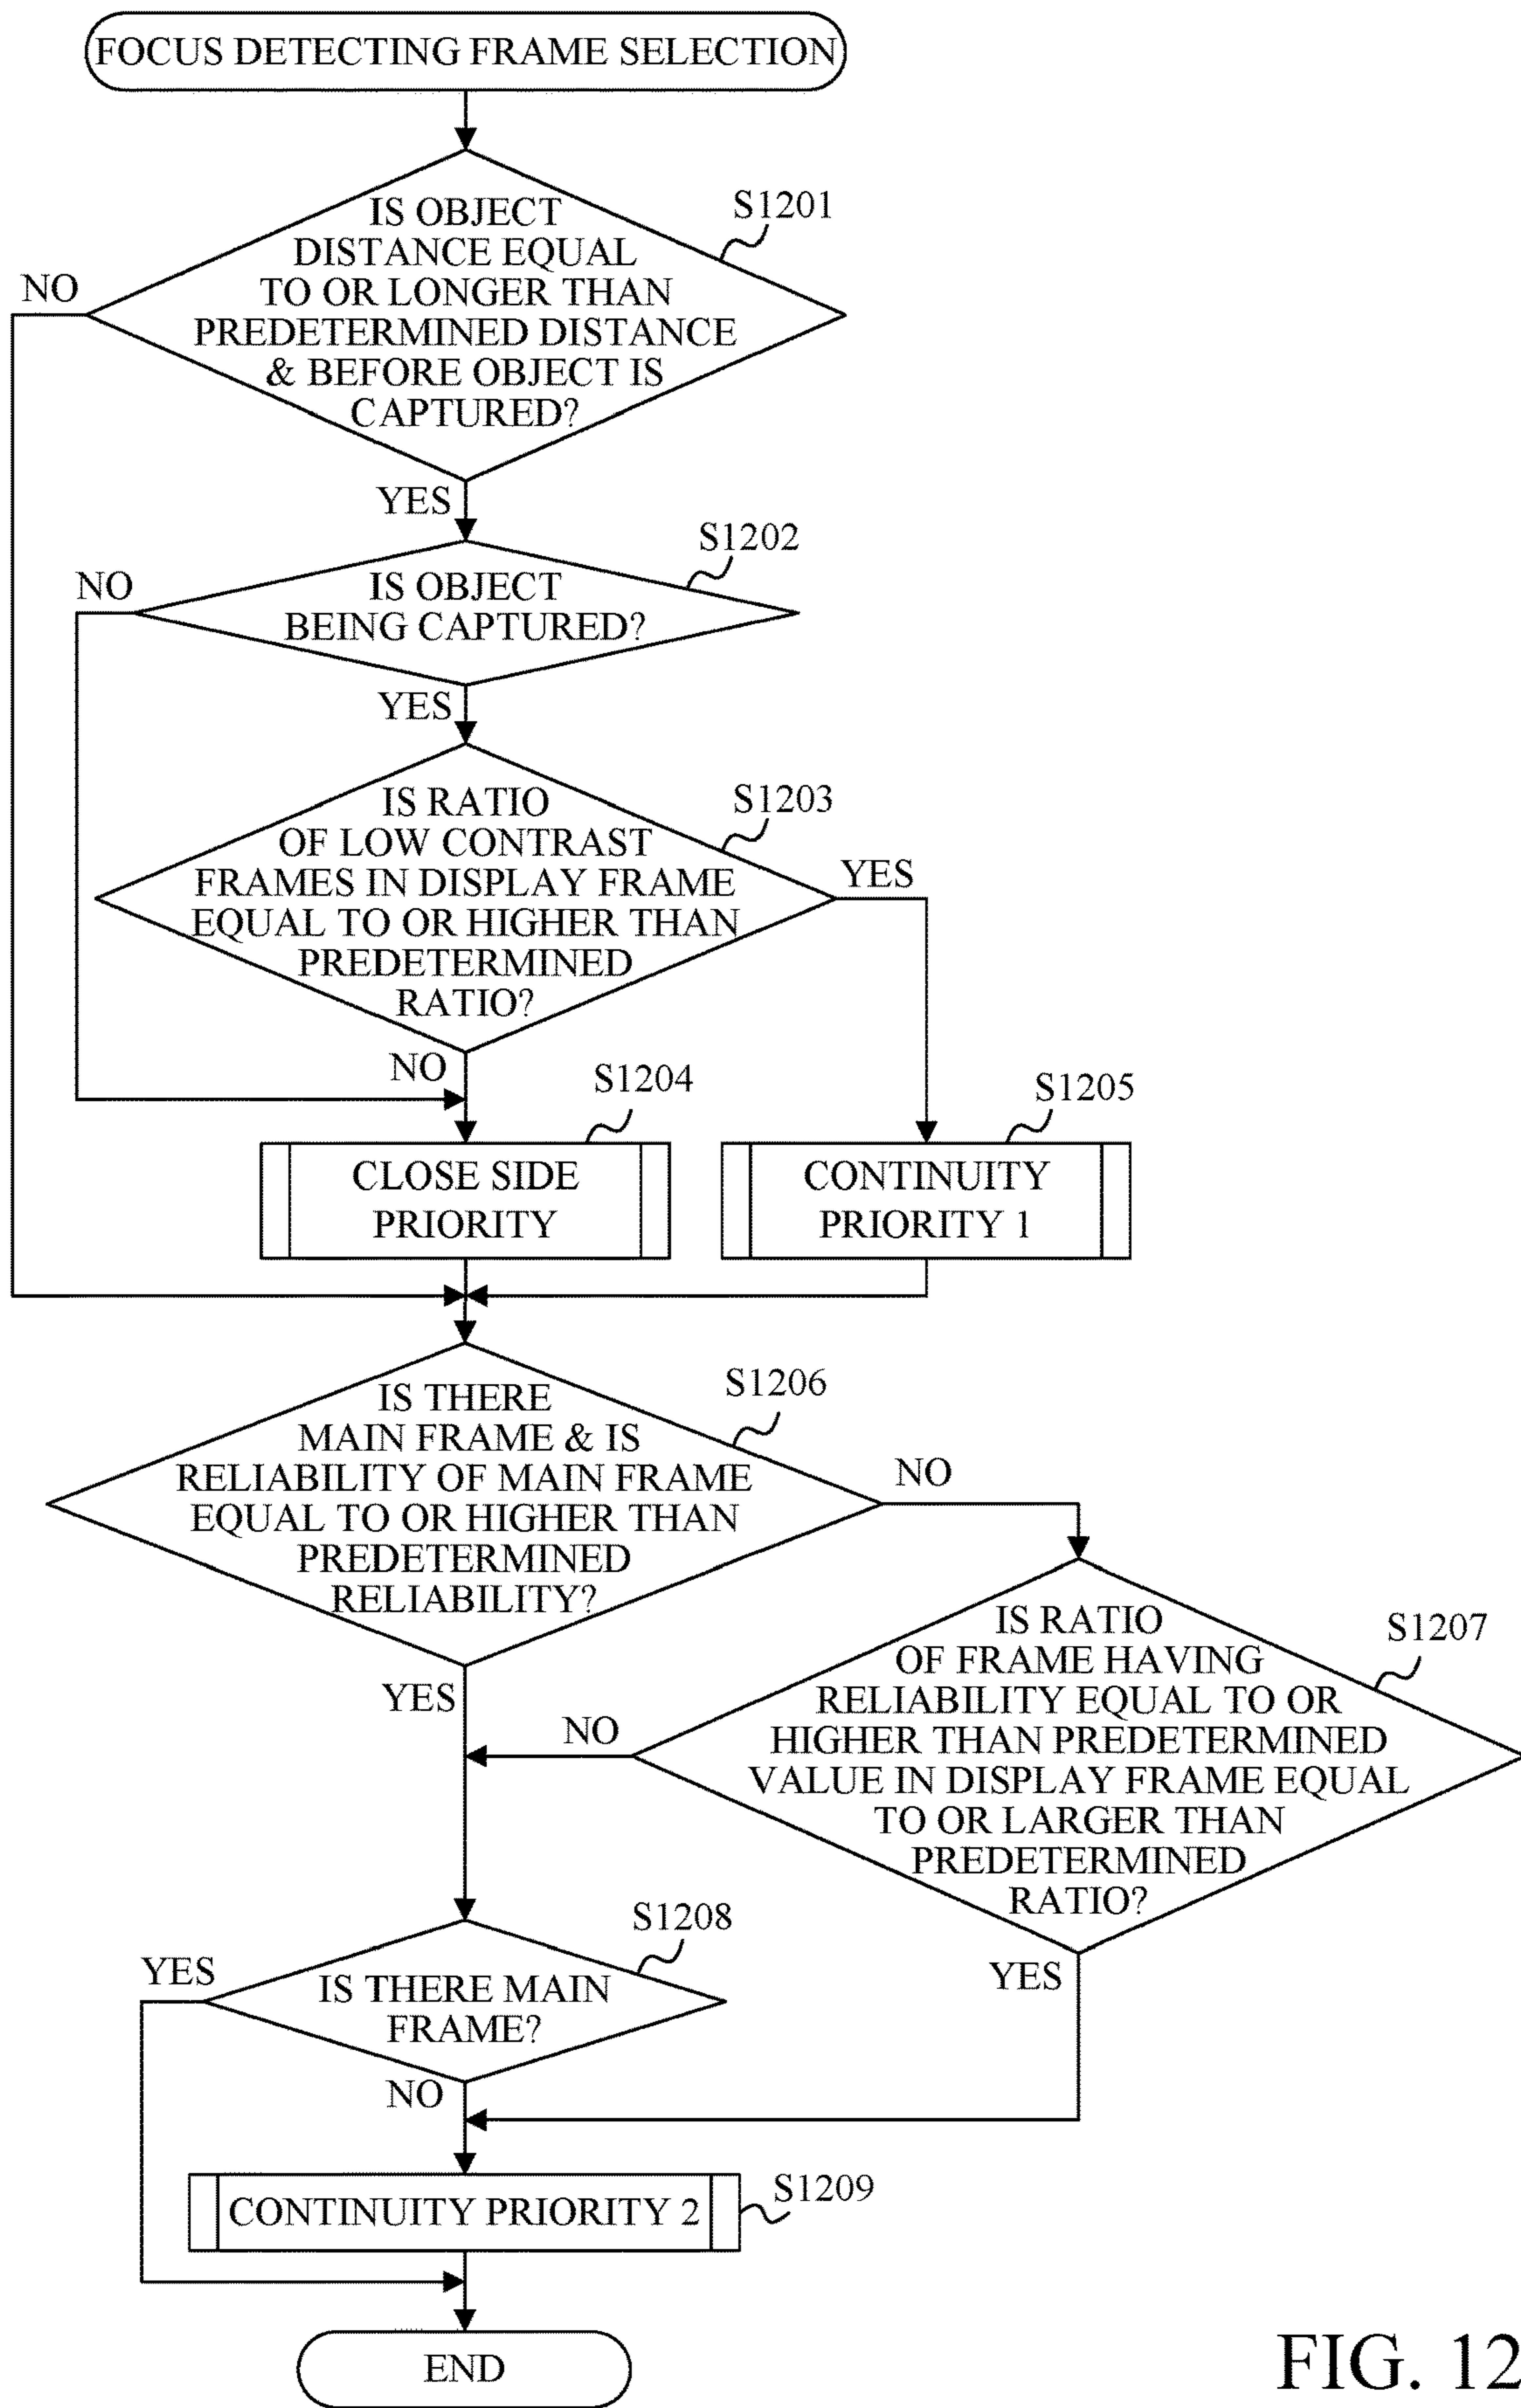 FOCUS DETECTING FRAME SELECTION
S1201
IS OBJECT
DISTANCE EQUAL
TO OR LONGER THAN
PREDETERMINED DISTANCE
& BEFORE OBJECT IS
CAPTURED?
NO
YES
S1202
IS OBJECT
BEING CAPTURED?
NO
YES
S1203
IS RATIO
OF LOW CONTRAST
FRAMES IN DISPLAY FRAME
EQUAL TO OR HIGHER THAN
PREDETERMINED
RATIO?
YES
NO
S1204
CLOSE SIDE
PRIORITY
S1205
CONTINUITY
PRIORITY 1
S1206
IS THERE
MAIN FRAME & IS
RELIABILITY OF MAIN FRAME
EQUAL TO OR HIGHER THAN
PREDETERMINED
RELIABILITY?
NO
YES
S1207
IS RATIO
OF FRAME HAVING
RELIABILITY EQUAL TO OR
HIGHER THAN PREDETERMINED
VALUE IN DISPLAY FRAME EQUAL
TO OR LARGER THAN
PREDETERMINED
RATIO?
NO
YES
S1208
IS THERE MAIN
FRAME?
YES
NO
CONTINUITY PRIORITY 2
S1209
END
FIG. 12